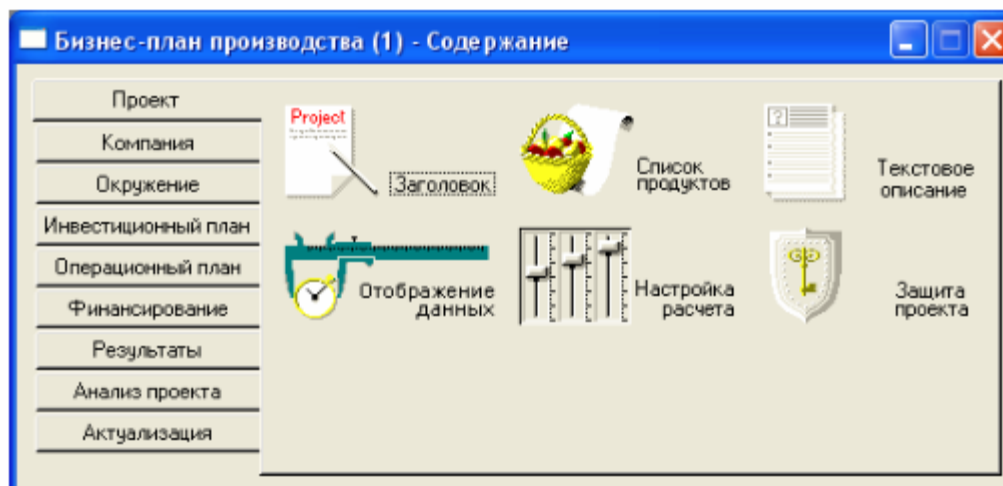 Бизнес-план производства (1) - Содержание
Проект
Компания
Окружение
Инвестиционный план
Операционный план
Финансирование
Результаты
Анализ проекта
Актуализация
Project
Заголовок
Список
продуктов
?
Текстовое
описание
Отображение
данных
Настройка
расчета
Защита
проекта